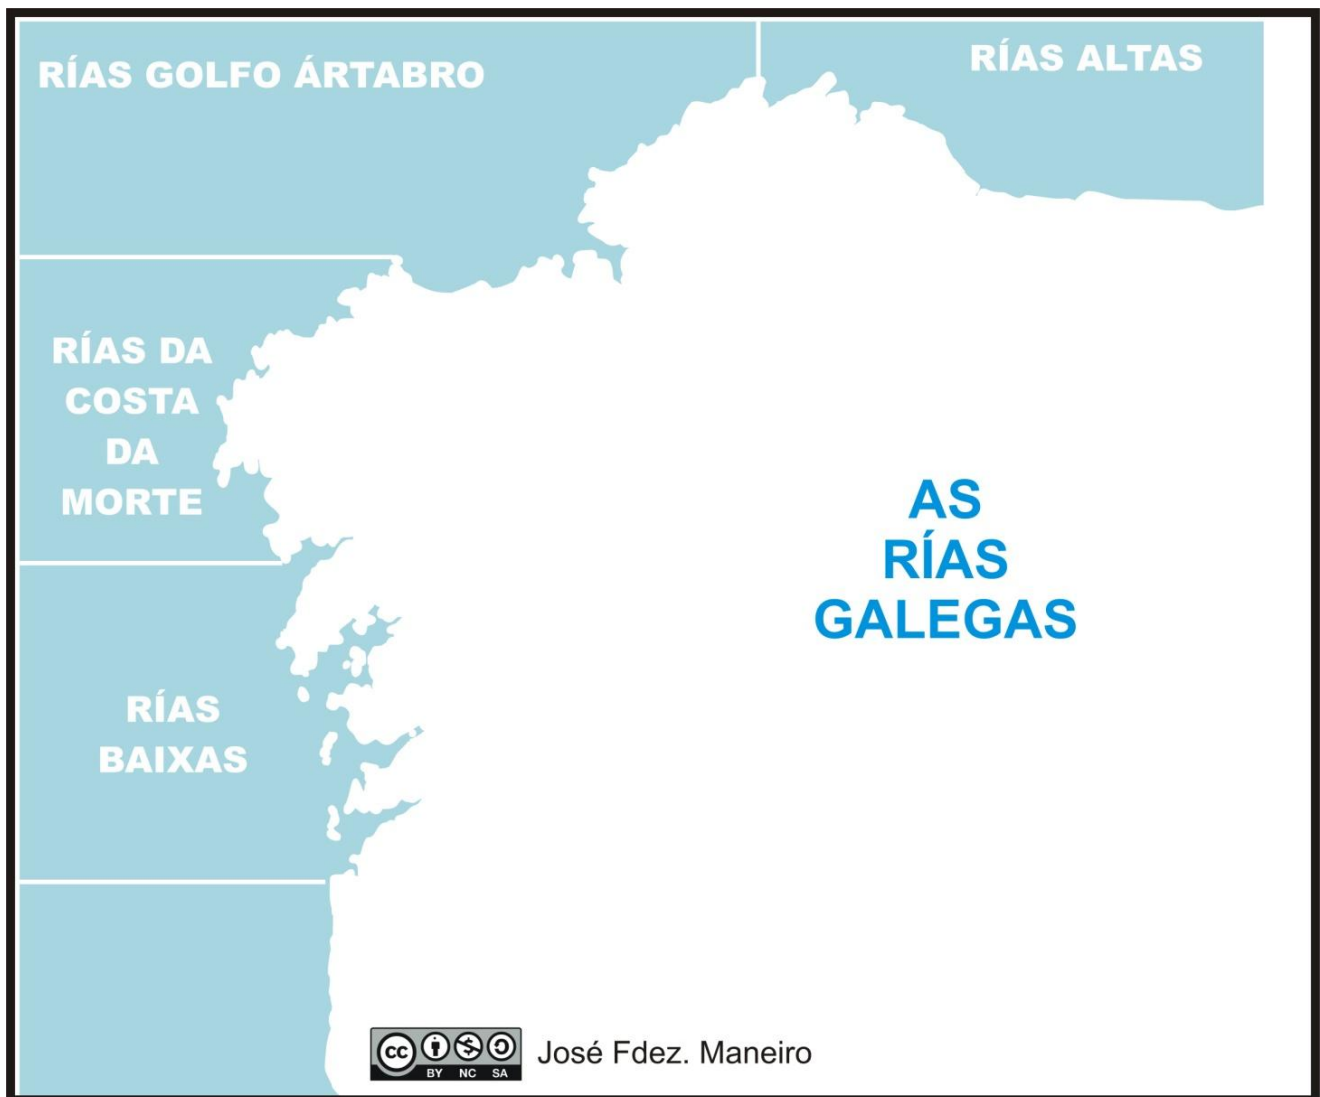 RÍAS GOLFO ÁRTABRO
RÍAS ALTAS
RÍAS DA
COSTA
DA
MORTE
AS
RÍAS
GALEGAS
RÍAS
BAIXAS
cc
BY NC SA
José Fdez. Maneiro